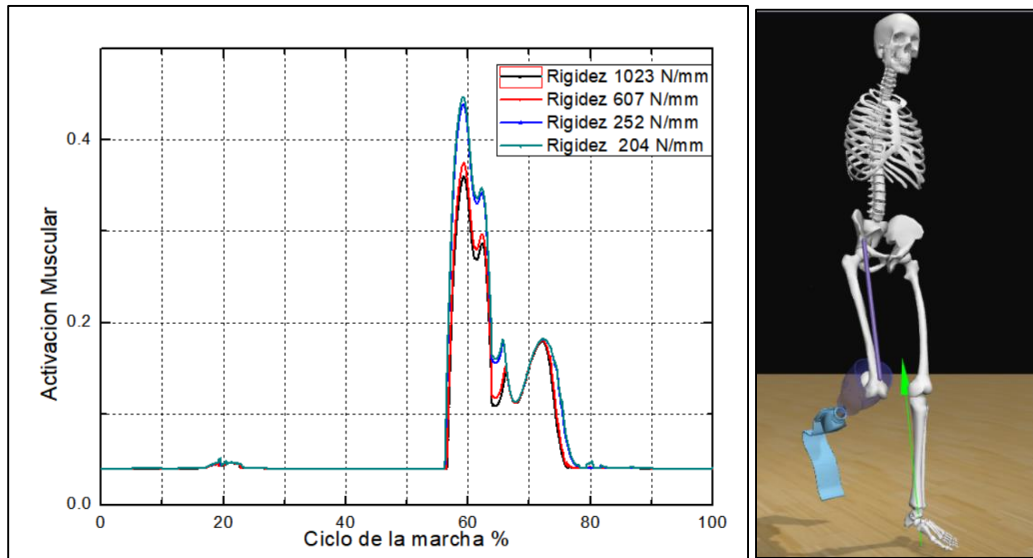 Rigidez 1023 N/mm
Rigidez 607 N/mm
Rigidez 252 N/mm
Rigidez  204 N/mm
Activacion Muscular
0.4
0.2
0.0
0
20
40
60
80
100
Ciclo de la marcha %